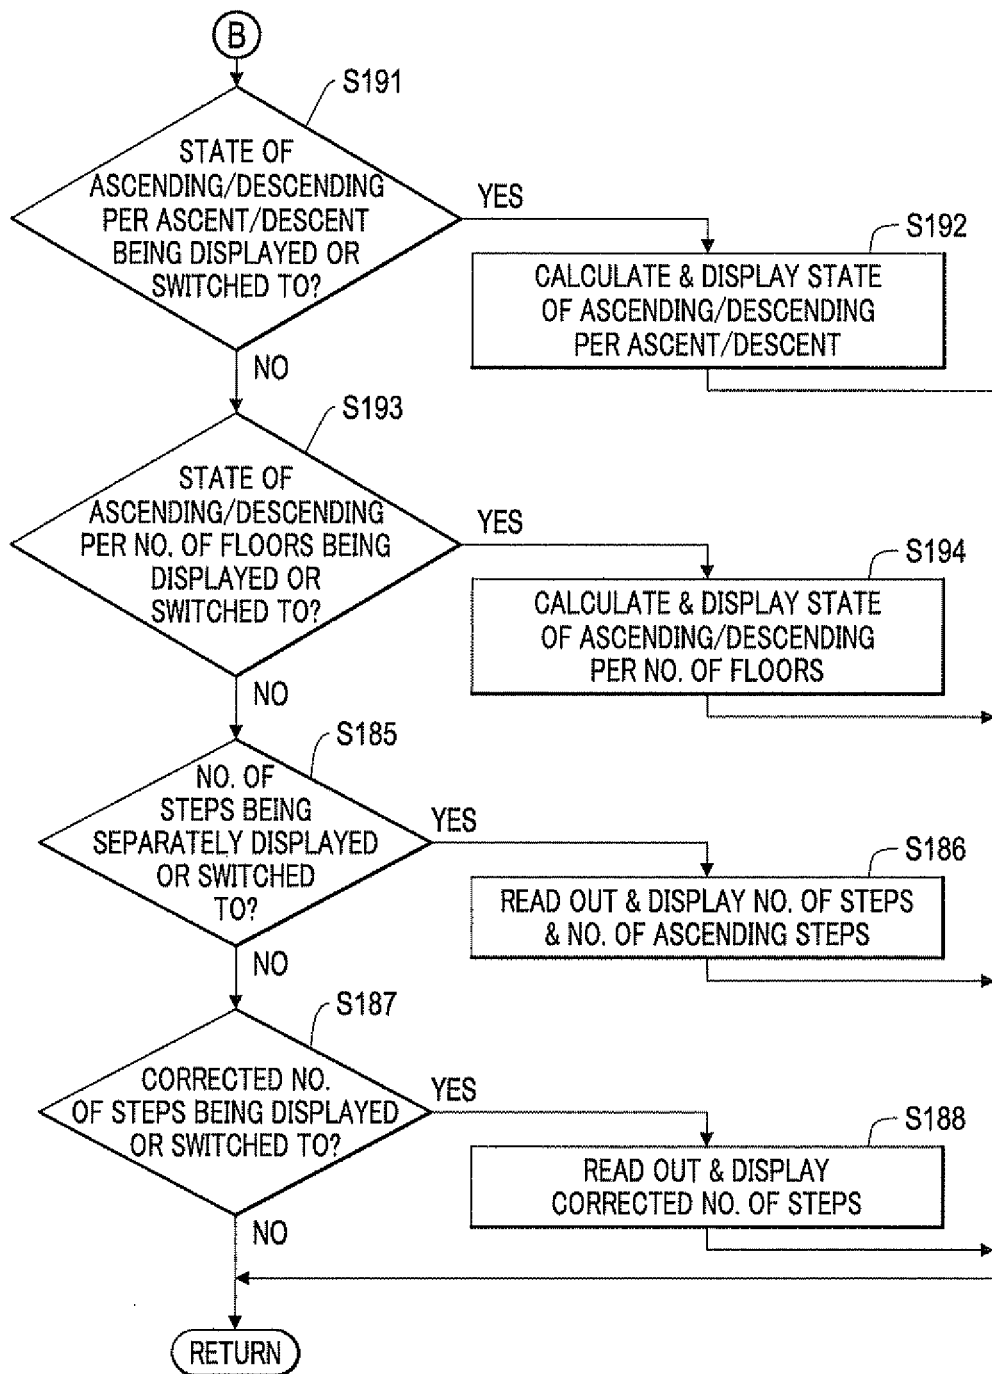 B
S191
STATE OF
ASCENDING/DESCENDING
PER ASCENT/DESCENT
BEING DISPLAYED OR
SWITCHED TO?
YES
S192
CALCULATE & DISPLAY STATE
OF ASCENDING/DESCENDING
PER ASCENT/DESCENT
NO
S193
STATE OF
ASCENDING/DESCENDING
PER NO. OF FLOORS BEING
DISPLAYED OR
SWITCHED TO?
YES
S194
CALCULATE & DISPLAY STATE
OF ASCENDING/DESCENDING
PER NO. OF FLOORS
NO
S185
NO. OF
STEPS BEING
SEPARATELY DISPLAYED
OR SWITCHED
TO?
YES
S186
READ OUT & DISPLAY NO. OF STEPS
& NO. OF ASCENDING STEPS
NO
S187
CORRECTED NO.
OF STEPS BEING DISPLAYED
OR SWITCHED TO?
YES
S188
READ OUT & DISPLAY
CORRECTED NO. OF STEPS
NO
RETURN